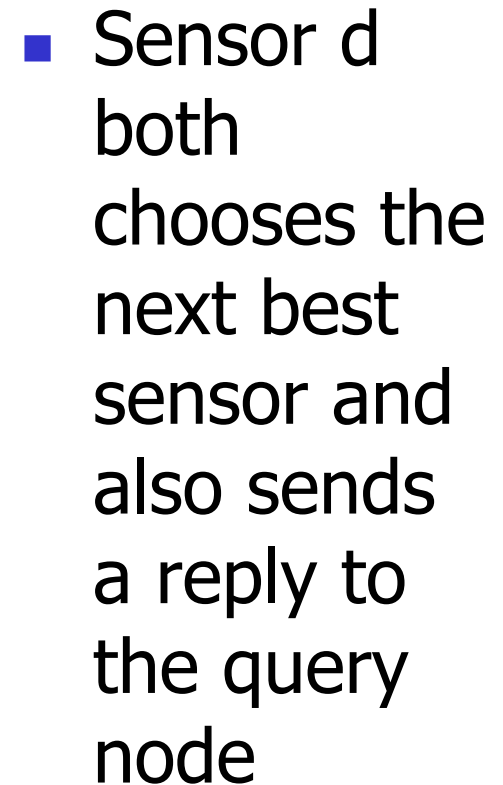 Sensor d
both
chooses the
next best
sensor and
also sends
a reply to
the query
node